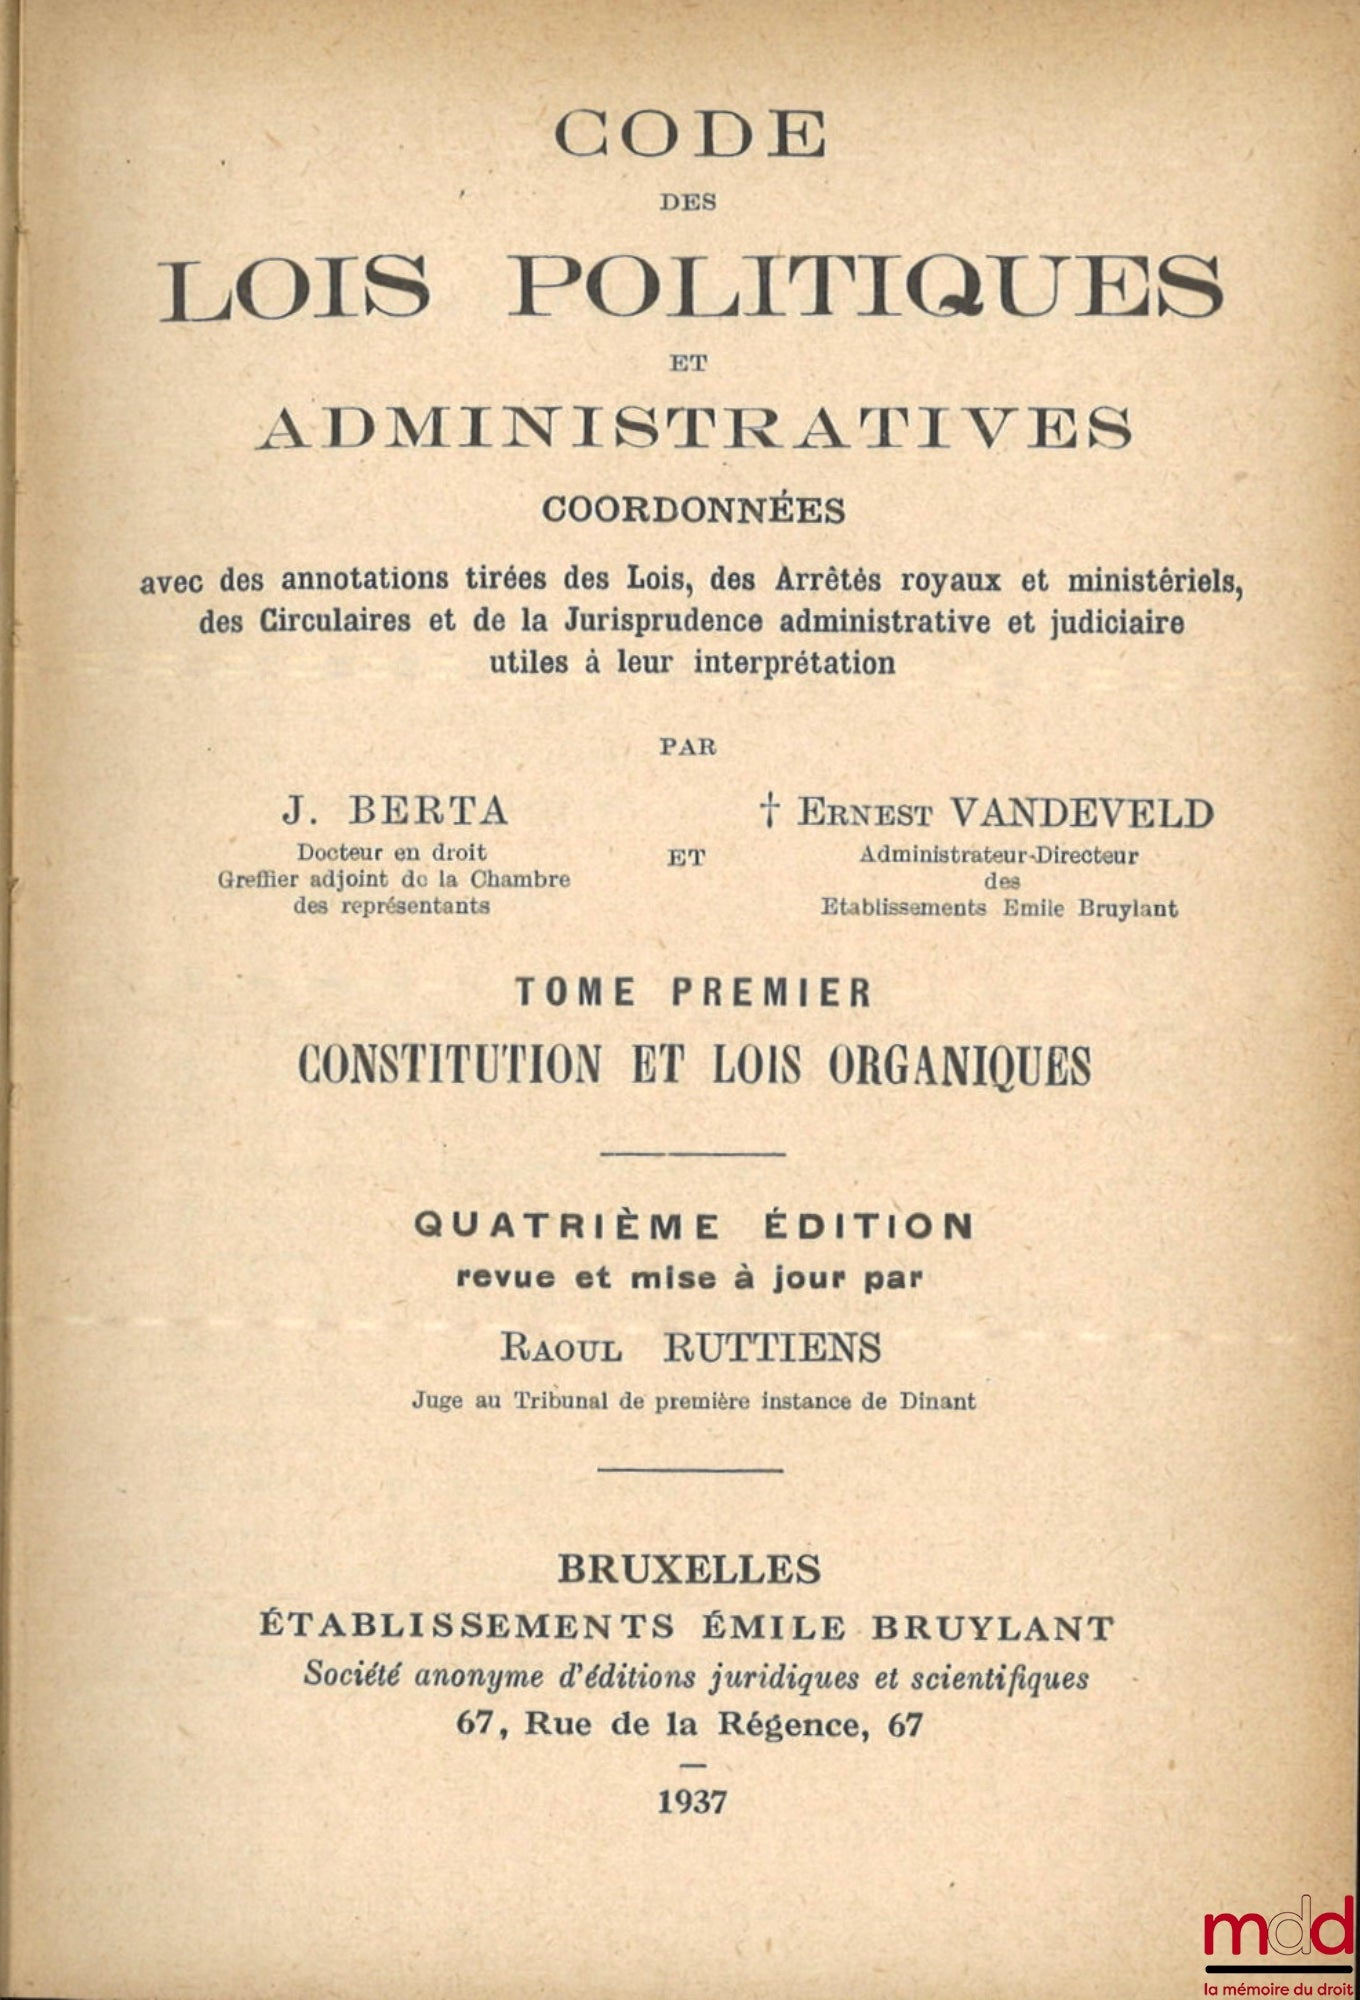 CODE
DES
LOIS POLITIQUES
ET
ADMINISTRATIVES
COORDONNÉES
avec des annotations tirées des Lois, des Arrêtés royaux et ministériels,
des Circulaires et de la Jurisprudence administrative et judiciaire
utiles à leur interprétation
PAR
J. BERTA
Docteur en droit
Greffier adjoint de la Chambre
des représentants
ET
† ERNEST VANDEVELD
Administrateur-Directeur
des
Etablissements Emile Bruylant
TOME PREMIER
CONSTITUTION ET LOIS ORGANIQUES
QUATRIÈME ÉDITION
revue et mise à jour par
RAOUL RUTTIENS
Juge au Tribunal de première instance de Dinant
BRUXELLES
ÉTABLISSEMENTS ÉMILE BRUYLANT
Société anonyme d'éditions juridiques et scientifiques
67, Rue de la Régence, 67
1937
mdd
la mémoire du droit